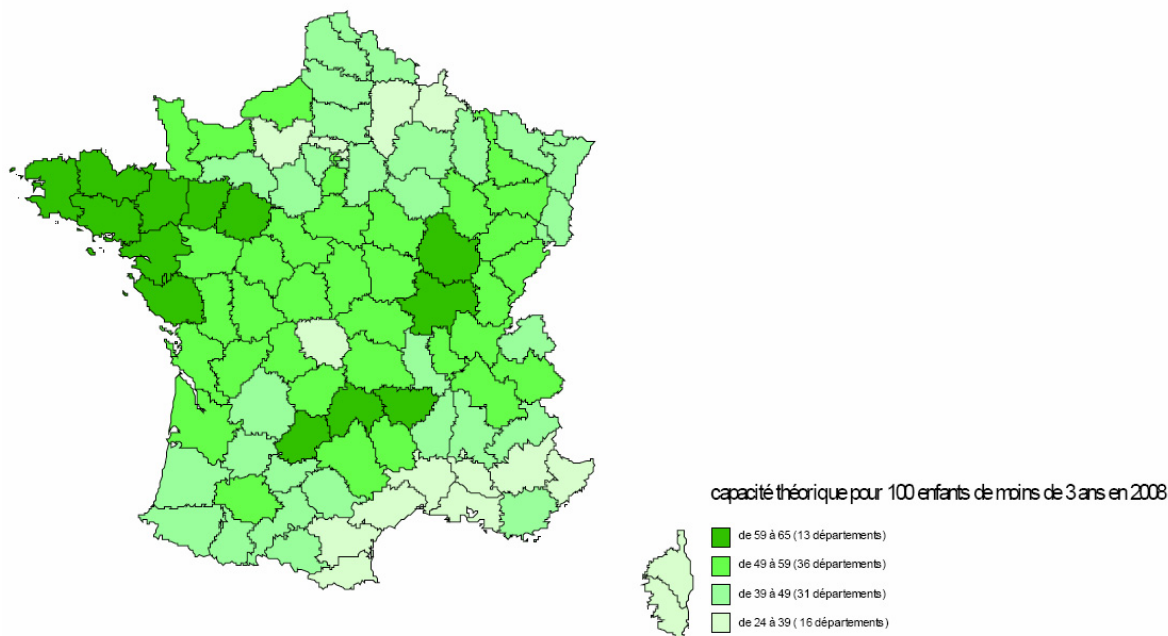 capacité théorique pour 100 enfants de moins de 3 ans en 2008
de 59 à 65 (13 départements)
de 49 à 59 (36 départements)
de 39 à 49 (31 départements)
de 24 à 39 ( 16 départements)